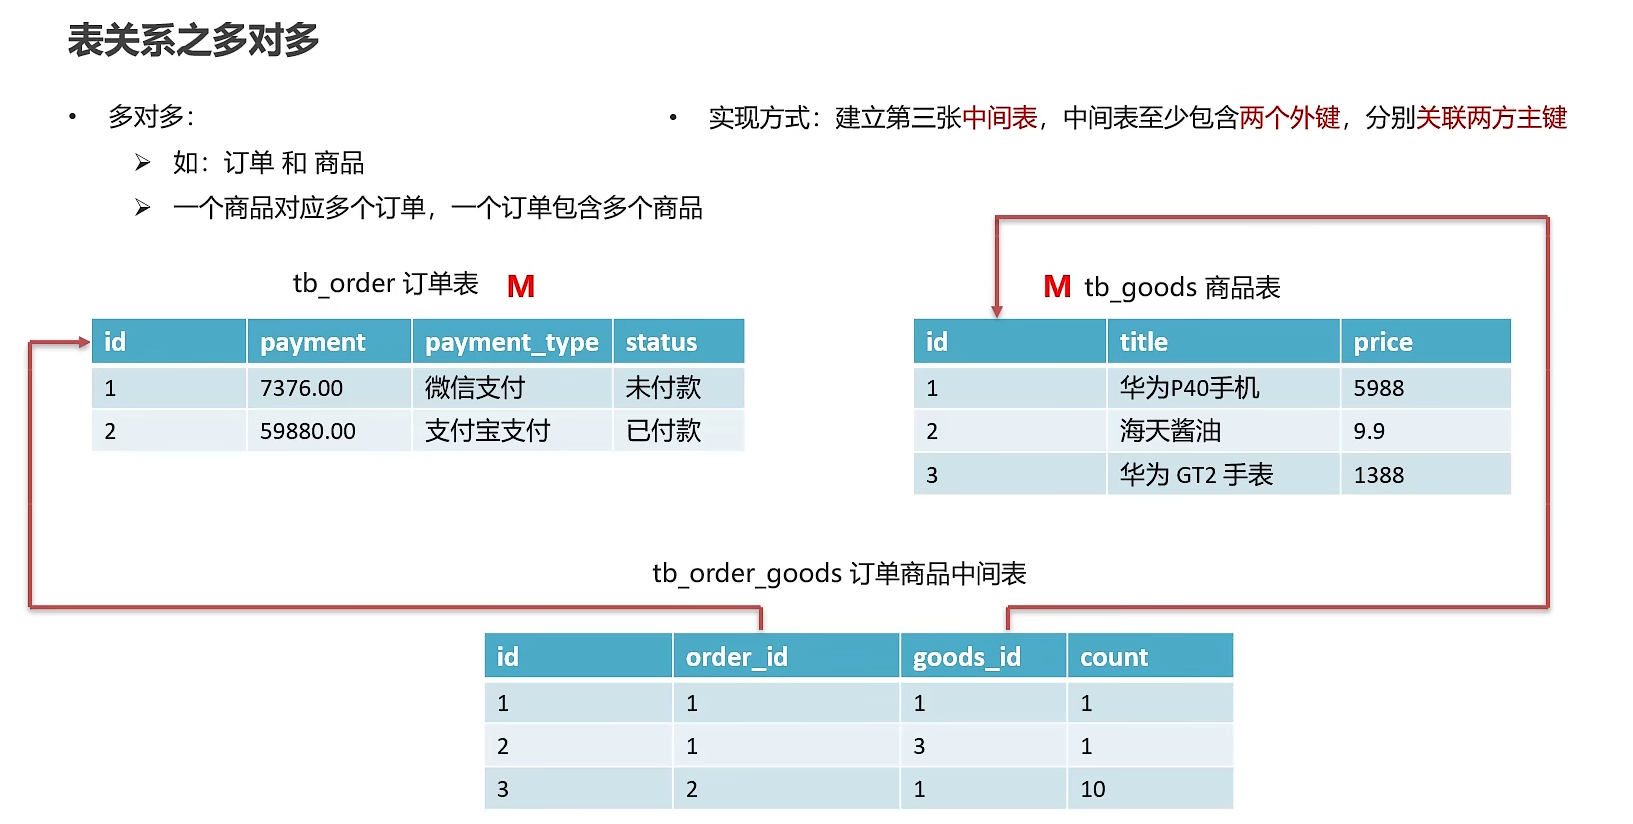 表关系之多对多
• 多对多：
➢ 如：订单 和 商品
➢ 一个商品对应多个订单，一个订单包含多个商品
• 实现方式：建立第三张中间表，中间表至少包含两个外键，分别关联两方主键
tb_order 订单表 M
id payment payment_type status
1 7376.00 微信支付 未付款
2 59880.00 支付宝支付 已付款
M tb_goods 商品表
id title price
1 华为P40手机 5988
2 海天酱油 9.9
3 华为 GT2 手表 1388
tb_order_goods 订单商品中间表
id order_id goods_id count
1 1 1 1
2 1 3 1
3 2 1 10